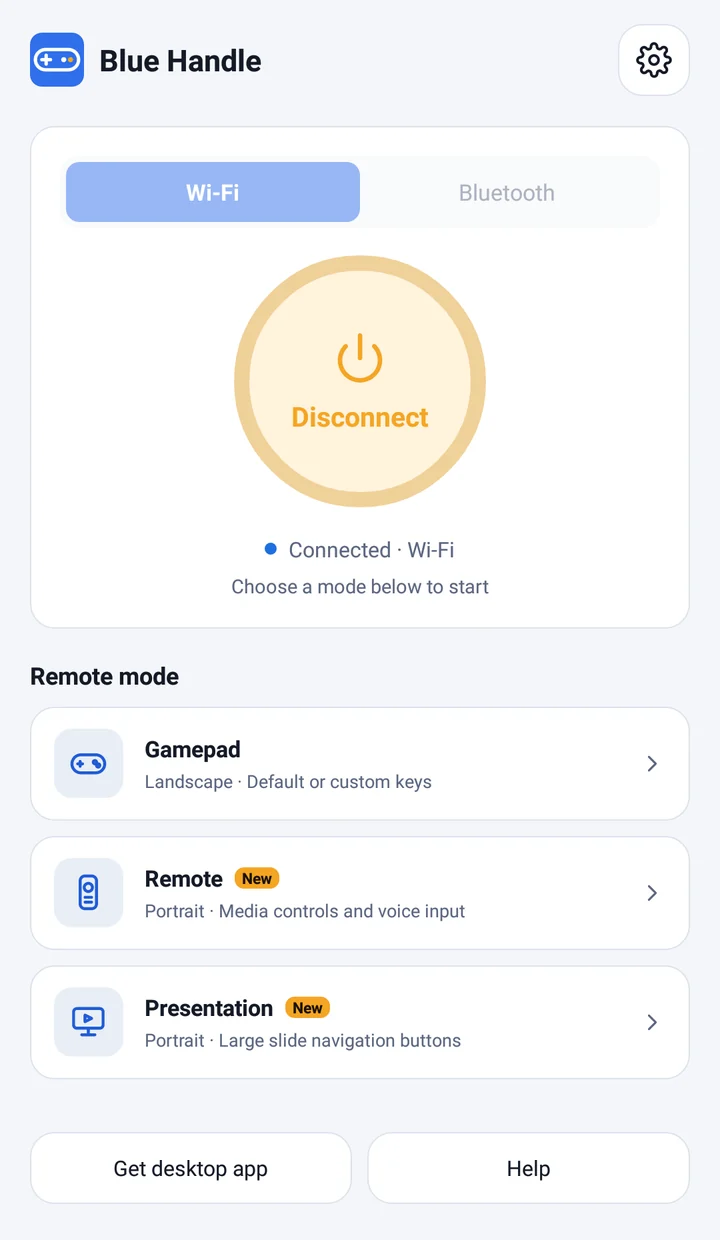 Blue Handle
Wi-Fi
Bluetooth
Disconnect
Connected · Wi-Fi
Choose a mode below to start
Remote mode
Gamepad
Landscape · Default or custom keys
Remote New
Portrait · Media controls and voice input
Presentation New
Portrait · Large slide navigation buttons
Get desktop app
Help